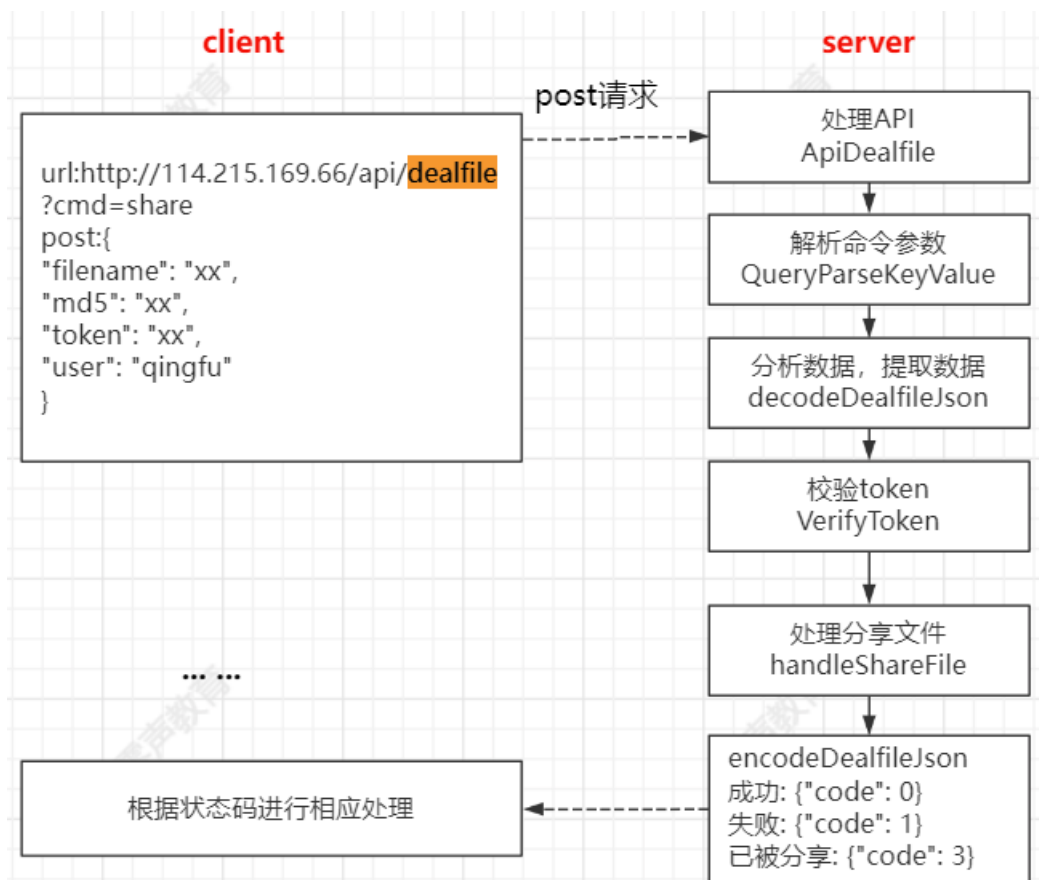 client
server
post请求
url:http://114.215.169.66/api/dealfile
?cmd=share
post:{
"filename": "xx",
"md5": "xx",
"token": "xx",
"user": "qingfu"
}
处理API
ApiDealfile
解析命令参数
QueryParseKeyValue
分析数据，提取数据
decodeDealfileJson
校验token
VerifyToken
处理分享文件
handleShareFile
... ...
encodeDealfileJson
成功: {"code": 0}
失败: {"code": 1}
已被分享: {"code": 3}
根据状态码进行相应处理